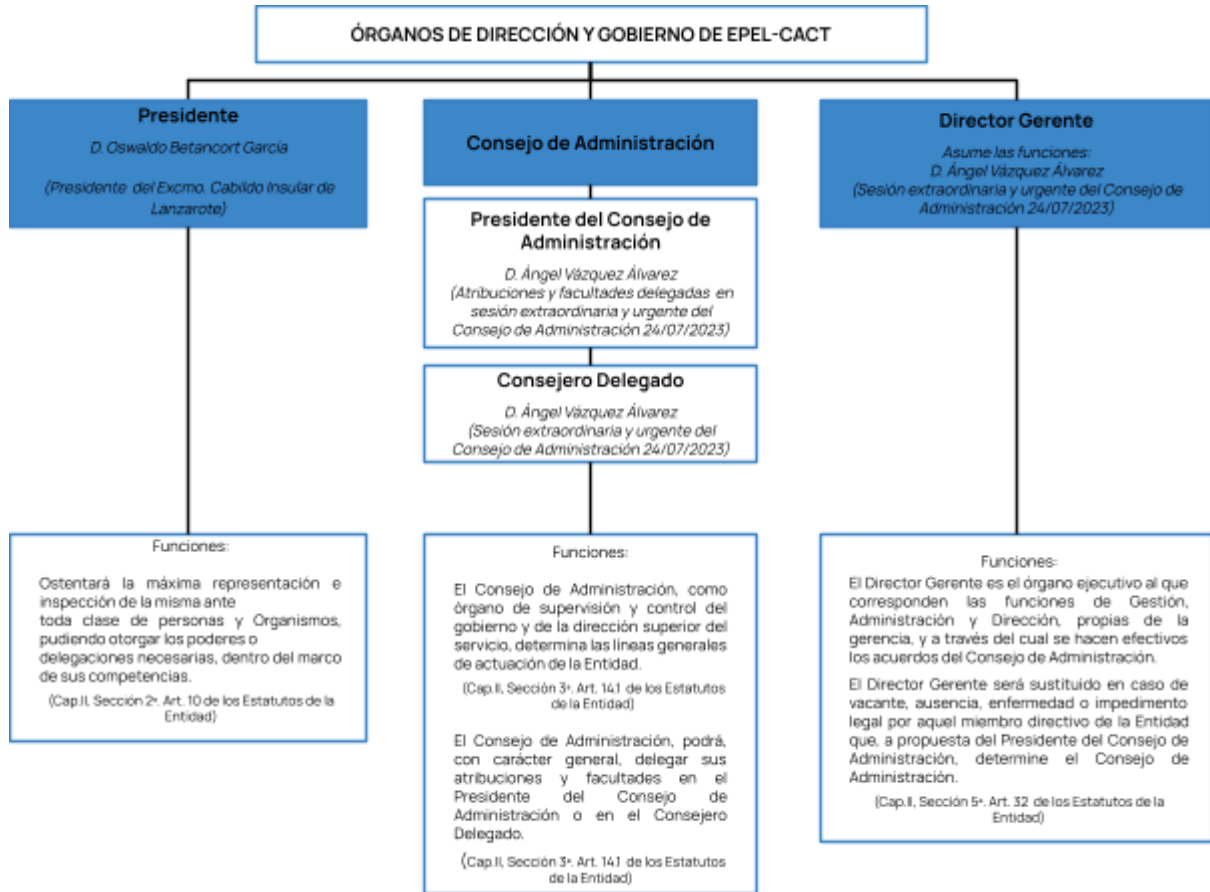 ÓRGANOS DE DIRECCIÓN Y GOBIERNO DE EPEL-CACT
Presidente
D. Oswaldo Betancort García
(Presidente del Excmo. Cabildo Insular de
Lanzarote)
Funciones:
Ostentará la máxima representación e
inspección de la misma ante
toda clase de personas y Organismos,
pudiendo otorgar los poderes o
delegaciones necesarias, dentro del marco
de sus competencias.
(Cap.II, Sección 2ª. Art. 10 de los Estatutos de la
Entidad)
Consejo de Administración
Presidente del Consejo de
Administración
D. Ángel Vázquez Álvarez
(Atribuciones y facultades delegadas en
sesión extraordinaria y urgente del
Consejo de Administración 24/07/2023)
Consejero Delegado
D. Ángel Vázquez Álvarez
(Sesión extraordinaria y urgente del
Consejo de Administración 24/07/2023)
Funciones:
El Consejo de Administración, como
órgano de supervisión y control del
gobierno y de la dirección superior del
servicio, determina las líneas generales
de actuación de la Entidad.
(Cap.II, Sección 3ª. Art. 14.1 de los Estatutos
de la Entidad)
El Consejo de Administración, podrá,
con carácter general, delegar sus
atribuciones y facultades en el
Presidente del Consejo de
Administración o en el Consejero
Delegado.
(Cap.II, Sección 3ª. Art. 14.1 de los Estatutos
de la Entidad)
Director Gerente
Asume las funciones:
D. Ángel Vázquez Álvarez
(Sesión extraordinaria y urgente del Consejo de
Administración 24/07/2023)
Funciones:
El Director Gerente es el órgano ejecutivo al que
corresponden las funciones de Gestión,
Administración y Dirección, propias de la
gerencia, y a través del cual se hacen efectivos
los acuerdos del Consejo de Administración.
El Director Gerente será sustituido en caso de
vacante, ausencia, enfermedad o impedimento
legal por aquel miembro directivo de la Entidad
que, a propuesta del Presidente del Consejo de
Administración, determine el Consejo de
Administración.
(Cap.II, Sección 5ª. Art. 32 de los Estatutos de la
Entidad)